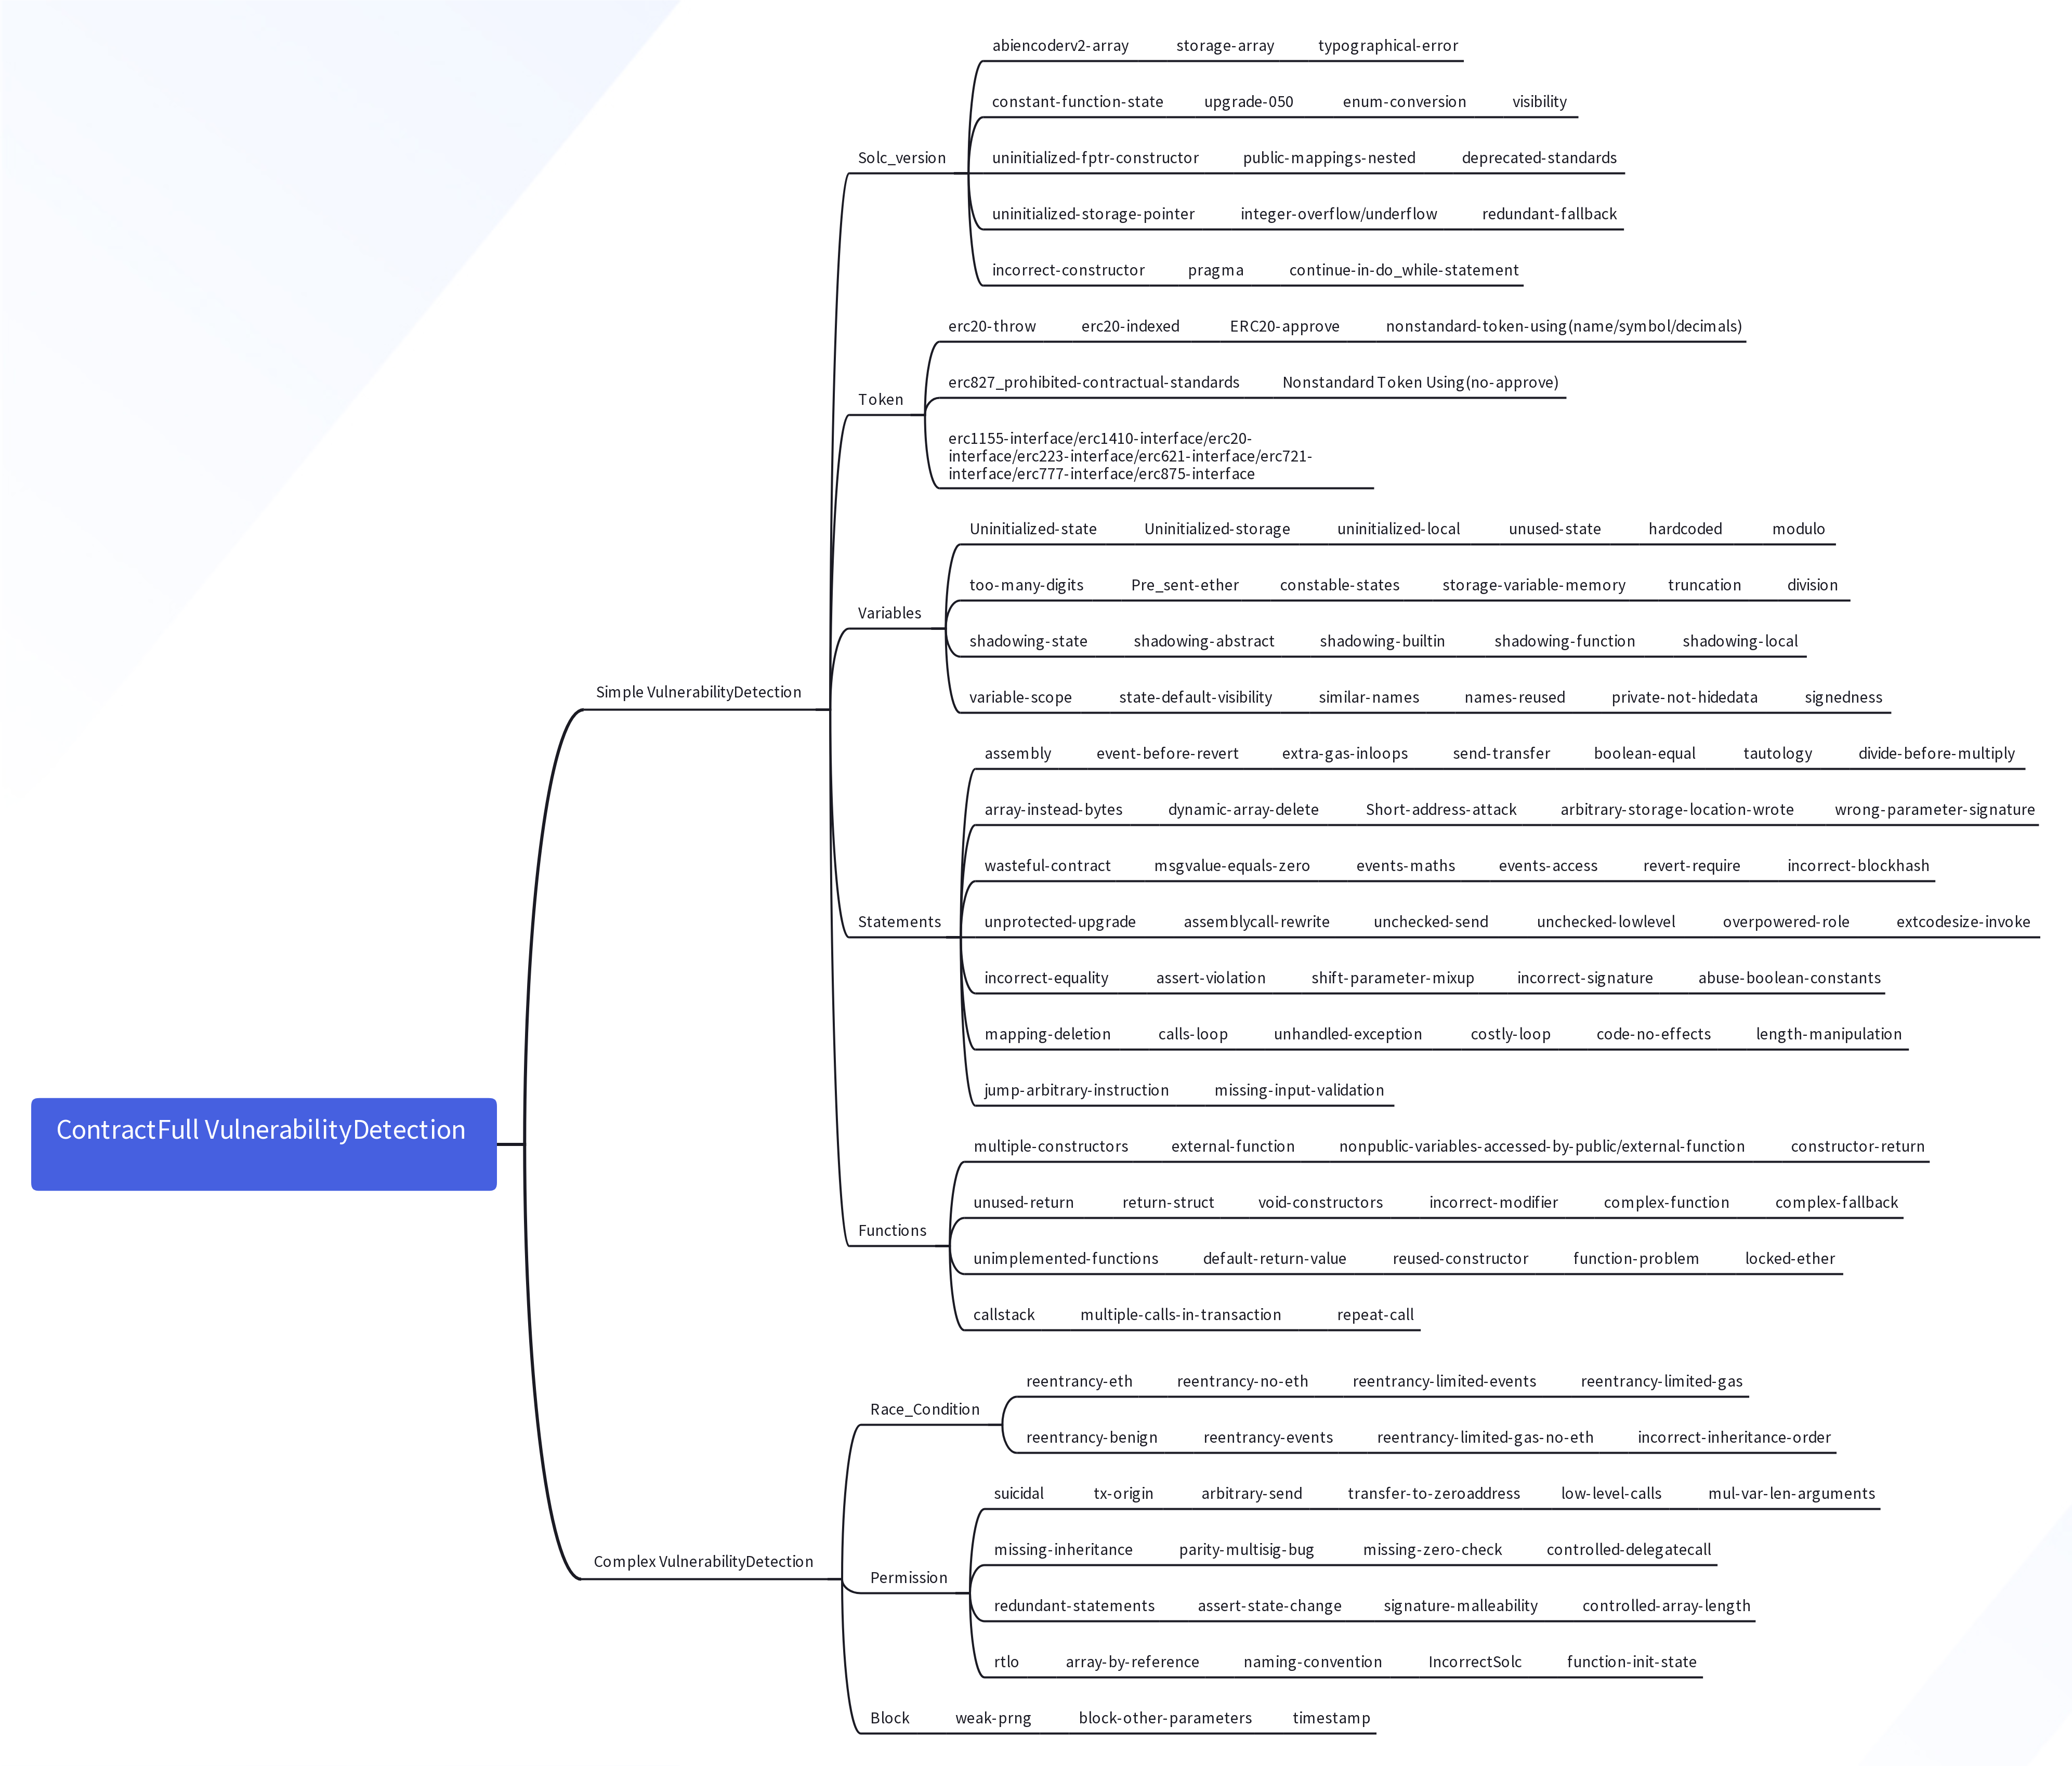 abiencoderv2-array storage-array typographical-error
constant-function-state upgrade-050 enum-conversion visibility
Solc_version
uninitialized-fptr-constructor public-mappings-nested deprecated-standards
uninitialized-storage-pointer integer-overflow/underflow redundant-fallback
incorrect-constructor pragma continue-in-do_while-statement
erc20-throw erc20-indexed ERC20-approve nonstandard-token-using(name/symbol/decimals)
erc827_prohibited-contractual-standards Nonstandard Token Using(no-approve)
Token
erc1155-interface/erc1410-interface/erc20-
interface/erc223-interface/erc621-interface/erc721-
interface/erc777-interface/erc875-interface
Uninitialized-state Uninitialized-storage uninitialized-local unused-state hardcoded modulo
too-many-digits Pre_sent-ether constable-states storage-variable-memory truncation division
Variables
shadowing-state shadowing-abstract shadowing-builtin shadowing-function shadowing-local
variable-scope state-default-visibility similar-names names-reused private-not-hidedata signedness
Simple VulnerabilityDetection
assembly event-before-revert extra-gas-inloops send-transfer boolean-equal tautology divide-before-multiply
array-instead-bytes dynamic-array-delete Short-address-attack arbitrary-storage-location-wrote wrong-parameter-signature
wasteful-contract msgvalue-equals-zero events-maths events-access revert-require incorrect-blockhash
Statements
unprotected-upgrade assemblycall-rewrite unchecked-send unchecked-lowlevel overpowered-role extcodesize-invoke
incorrect-equality assert-violation shift-parameter-mixup incorrect-signature abuse-boolean-constants
mapping-deletion calls-loop unhandled-exception costly-loop code-no-effects length-manipulation
jump-arbitrary-instruction missing-input-validation
ContractFull VulnerabilityDetection
multiple-constructors external-function nonpublic-variables-accessed-by-public/external-function constructor-return
unused-return return-struct void-constructors incorrect-modifier complex-function complex-fallback
Functions
unimplemented-functions default-return-value reused-constructor function-problem locked-ether
callstack multiple-calls-in-transaction repeat-call
reentrancy-eth reentrancy-no-eth reentrancy-limited-events reentrancy-limited-gas
Race_Condition
reentrancy-benign reentrancy-events reentrancy-limited-gas-no-eth incorrect-inheritance-order
suicidal tx-origin arbitrary-send transfer-to-zeroaddress low-level-calls mul-var-len-arguments
missing-inheritance parity-multisig-bug missing-zero-check controlled-delegatecall
Complex VulnerabilityDetection
Permission
redundant-statements assert-state-change signature-malleability controlled-array-length
rtlo array-by-reference naming-convention IncorrectSolc function-init-state
Block weak-prng block-other-parameters timestamp